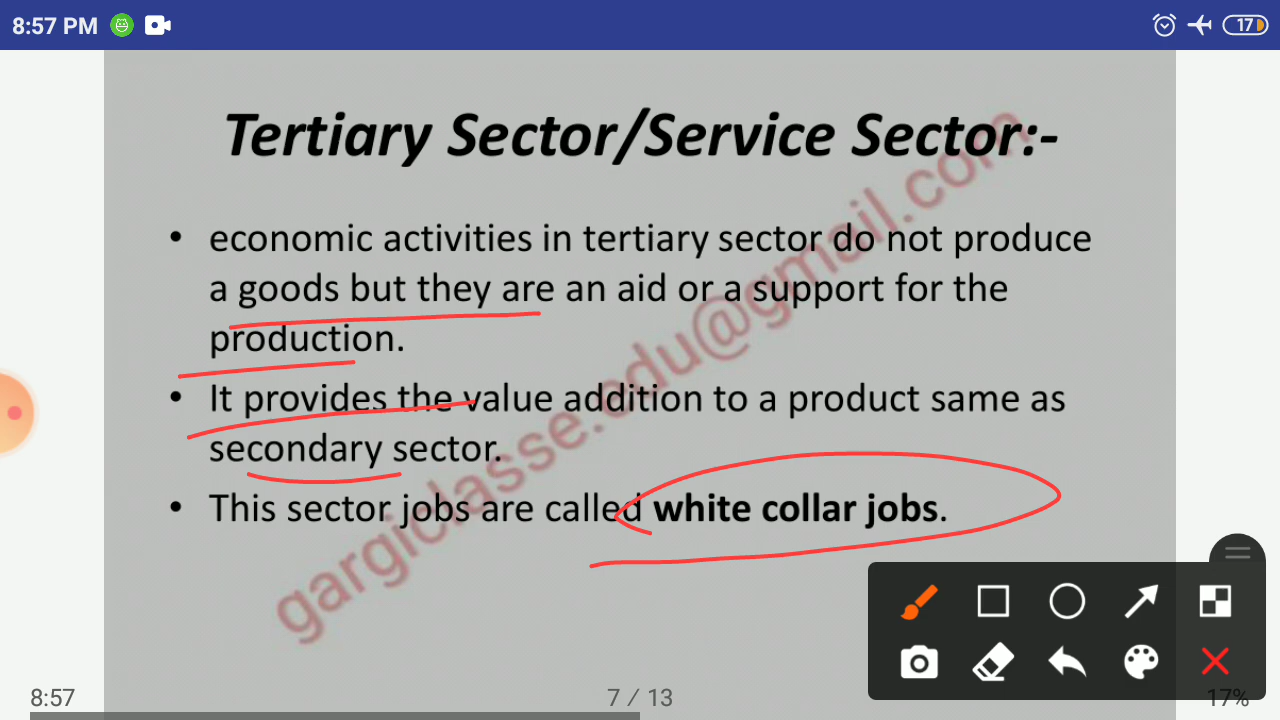 8:57 PM
17
Tertiary Sector/Service Sector:-
• economic activities in tertiary sector do not produce
a goods but they are an aid or a support for the
production.
• It provides the value addition to a product same as
secondary sector.
• This sector jobs are called white collar jobs.
gargiclasse.edu@gmail.com
8:57
7 / 13
17%